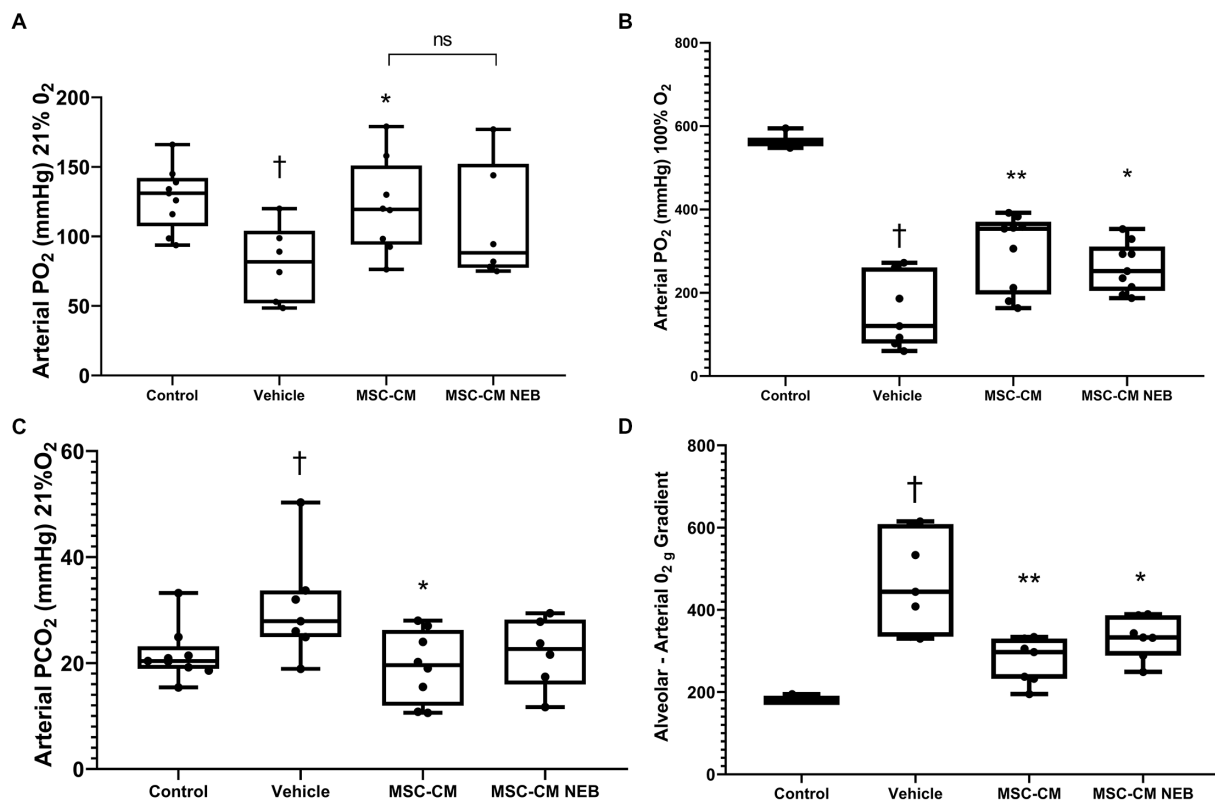 A
ns
Arterial PO2 (mmHg) 21% 02
200
150
100
50
0
*
†
Control
Vehicle
MSC-CM
MSC-CM NEB
B
Arterial PO2 (mmHg) 100% O2
800
600
400
200
0
†
**
*
Control
Vehicle
MSC-CM
MSC-CM NEB
C
Arterial PCO2 (mmHg) 21%O2
60
40
20
0
†
*
Control
Vehicle
MSC-CM
MSC-CM NEB
D
Alveolar - Arterial 02 g Gradient
800
600
400
200
0
†
**
*
Control
Vehicle
MSC-CM
MSC-CM NEB